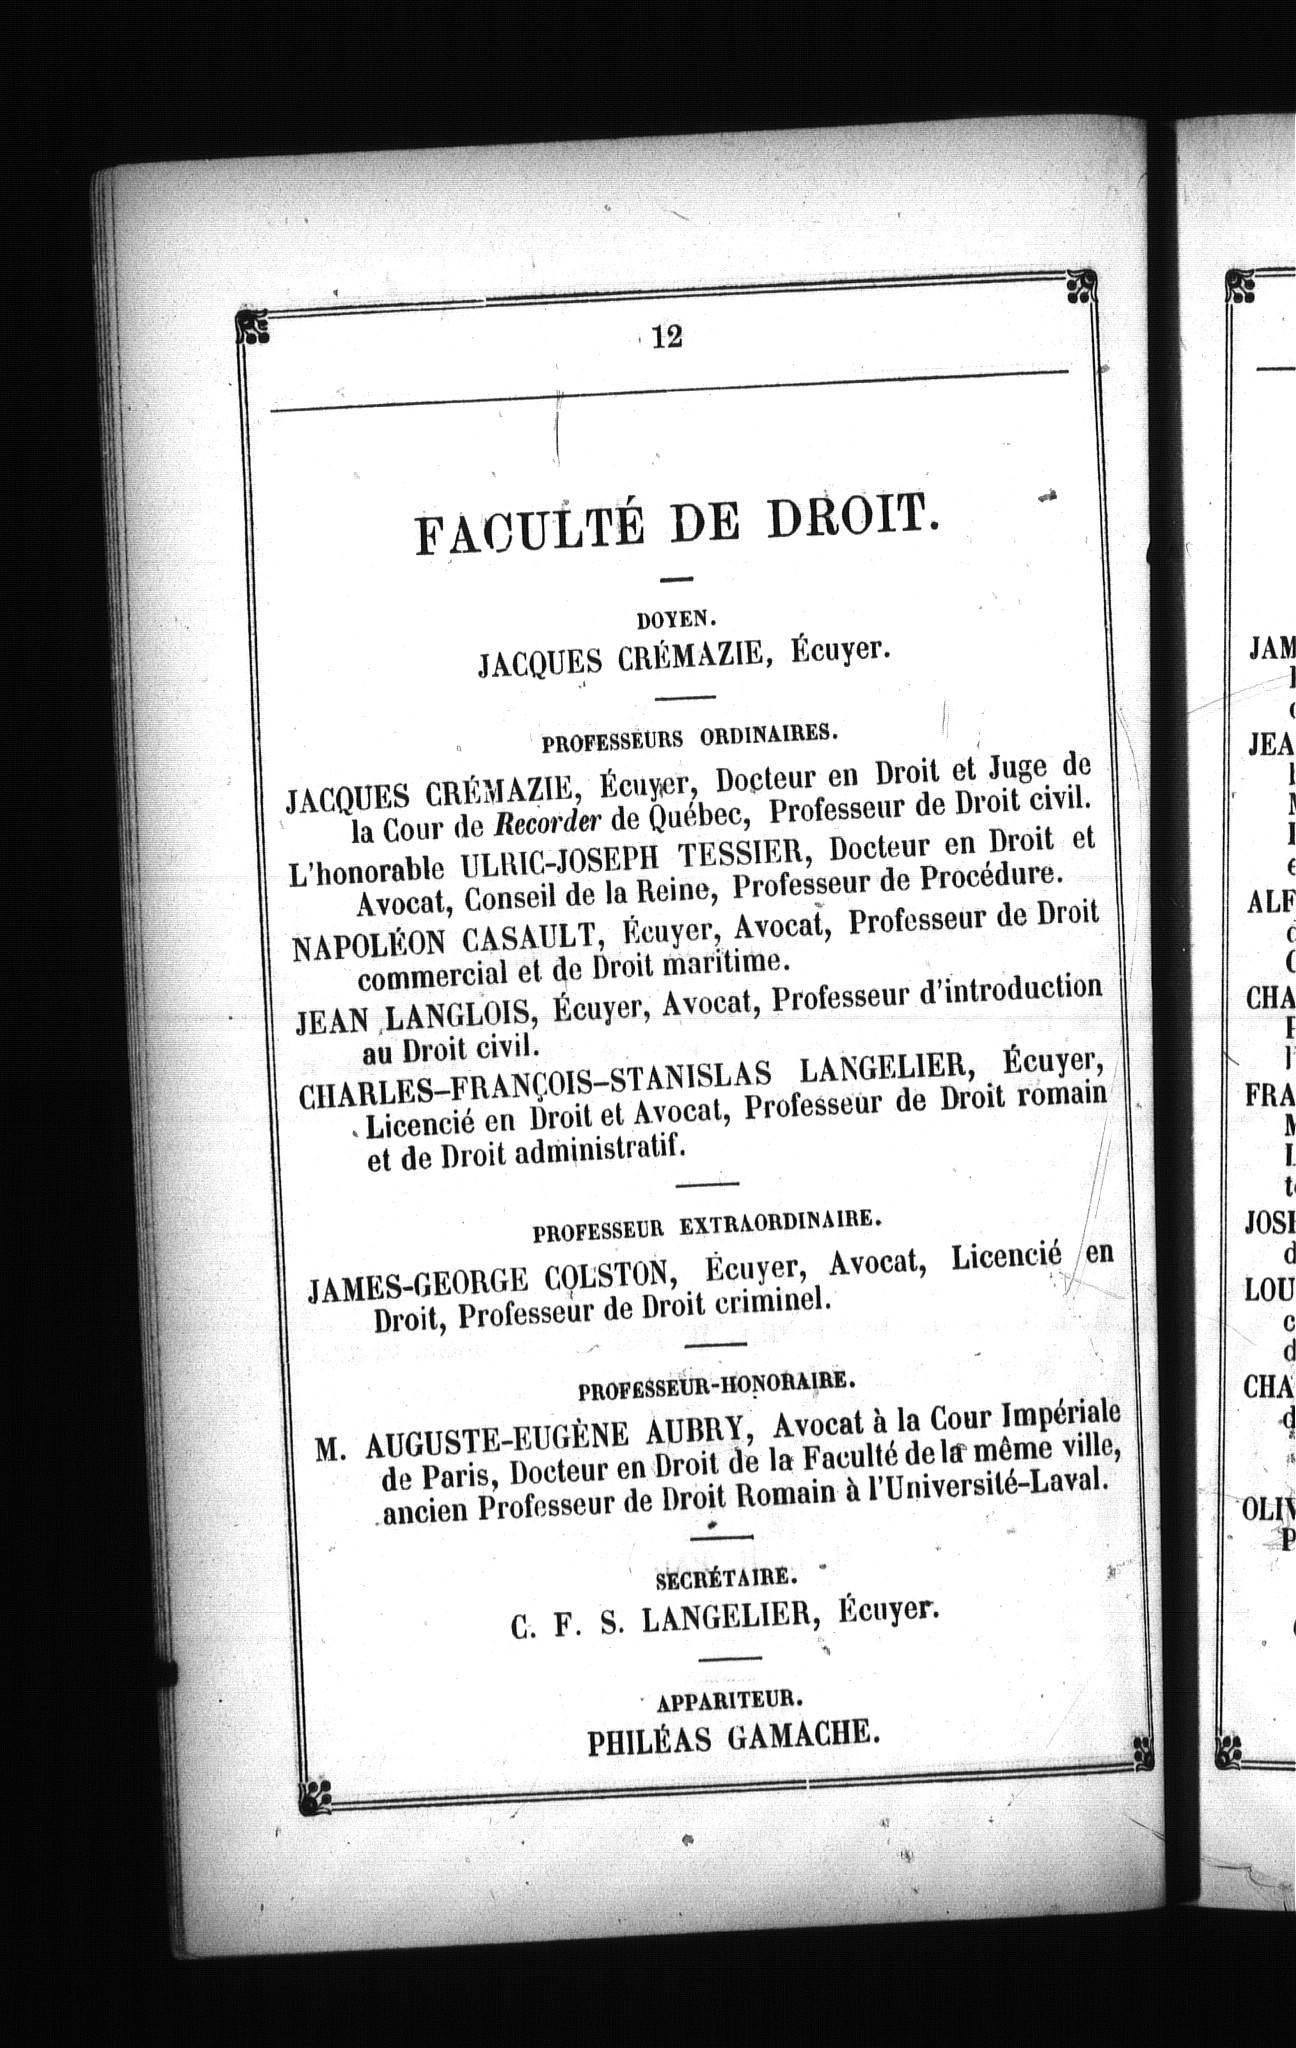 12
FACULTÉ DE DROIT.
DOYEN.
JACQUES CRÉMAZIE, Écuyer.
PROFESSEURS ORDINAIRES.
JACQUES CRÉMAZIE, Écuyer, Docteur en Droit et Juge de
la Cour de Recorder de Québec, Professeur de Droit civil.
L'honorable ULRIC-JOSEPH TESSIER, Docteur en Droit et
Avocat, Conseil de la Reine, Professeur de Procédure.
NAPOLÉON CASAULT, Écuyer, Avocat, Professeur de Droit
commercial et de Droit maritime.
JEAN LANGLOIS, Écuyer, Avocat, Professeur d'introduction
au Droit civil.
CHARLES-FRANÇOIS-STANISLAS LANGELIER, Écuyer,
Licencié en Droit et Avocat, Professeur de Droit romain
et de Droit administratif.
PROFESSEUR EXTRAORDINAIRE.
JAMES-GEORGE COLSTON, Écuyer, Avocat, Licencié en
Droit, Professeur de Droit criminel.
PROFESSEUR-HONORAIRE.
M. AUGUSTE-EUGÈNE AUBRY, Avocat à la Cour Impériale
de Paris, Docteur en Droit de la Faculté de la même ville,
ancien Professeur de Droit Romain à l'Université-Laval.
SECRÉTAIRE.
C. F. S. LANGELIER, Écuyer.
APPARITEUR.
PHILÉAS GAMACHE.